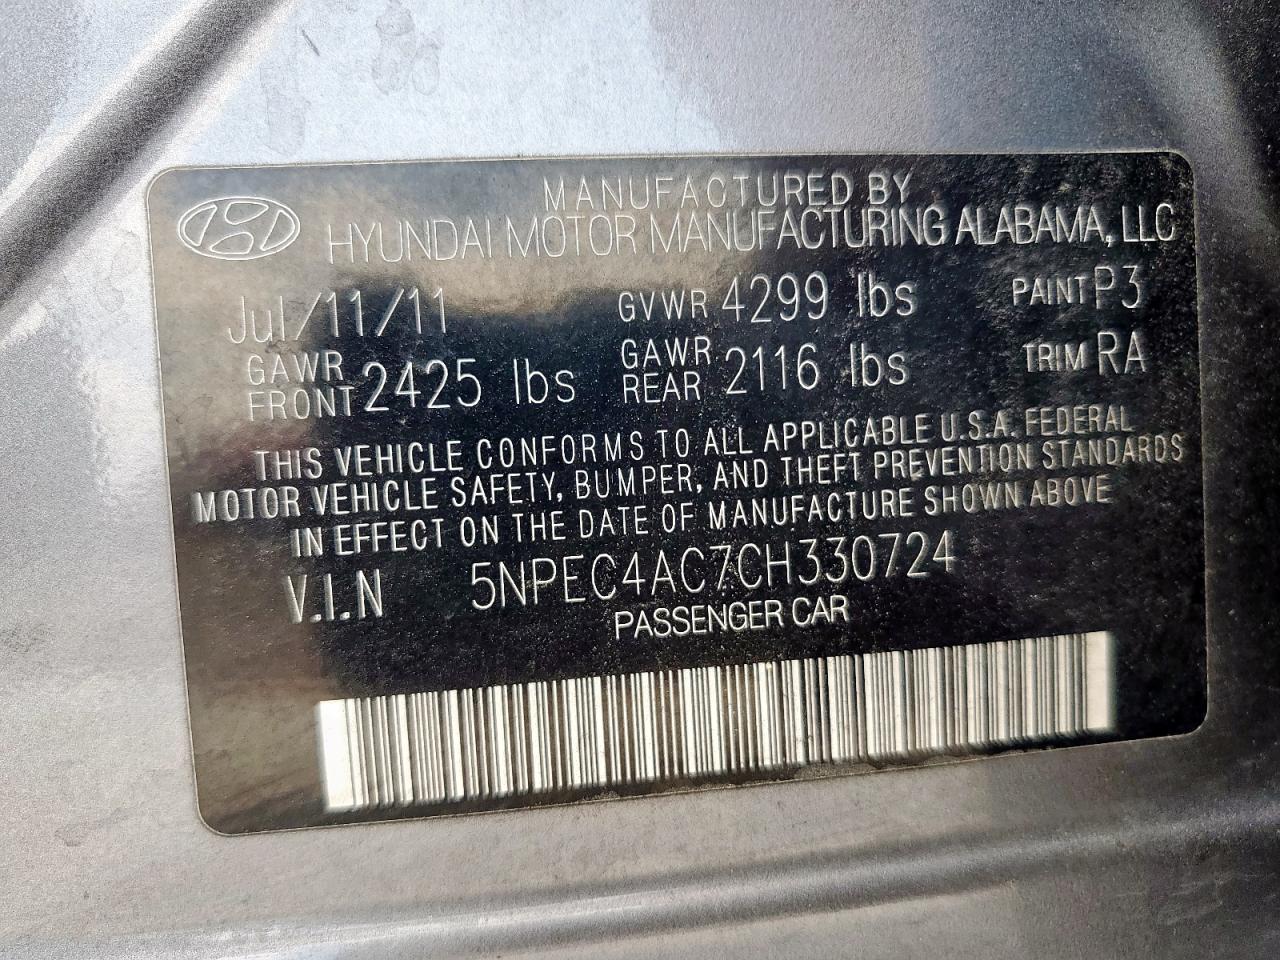 MANUFACTURED BY
HYUNDAI MOTOR MANUFACTURING ALABAMA, LLC
Jul/11/11 GVWR 4299 lbs PAINT P3
GAWR FRONT 2425 lbs GAWR REAR 2116 lbs TRIM RA
THIS VEHICLE CONFORMS TO ALL APPLICABLE U.S.A. FEDERAL
MOTOR VEHICLE SAFETY, BUMPER, AND THEFT PREVENTION STANDARDS
IN EFFECT ON THE DATE OF MANUFACTURE SHOWN ABOVE
V.I.N 5NPEC4AC7CH330724
PASSENGER CAR